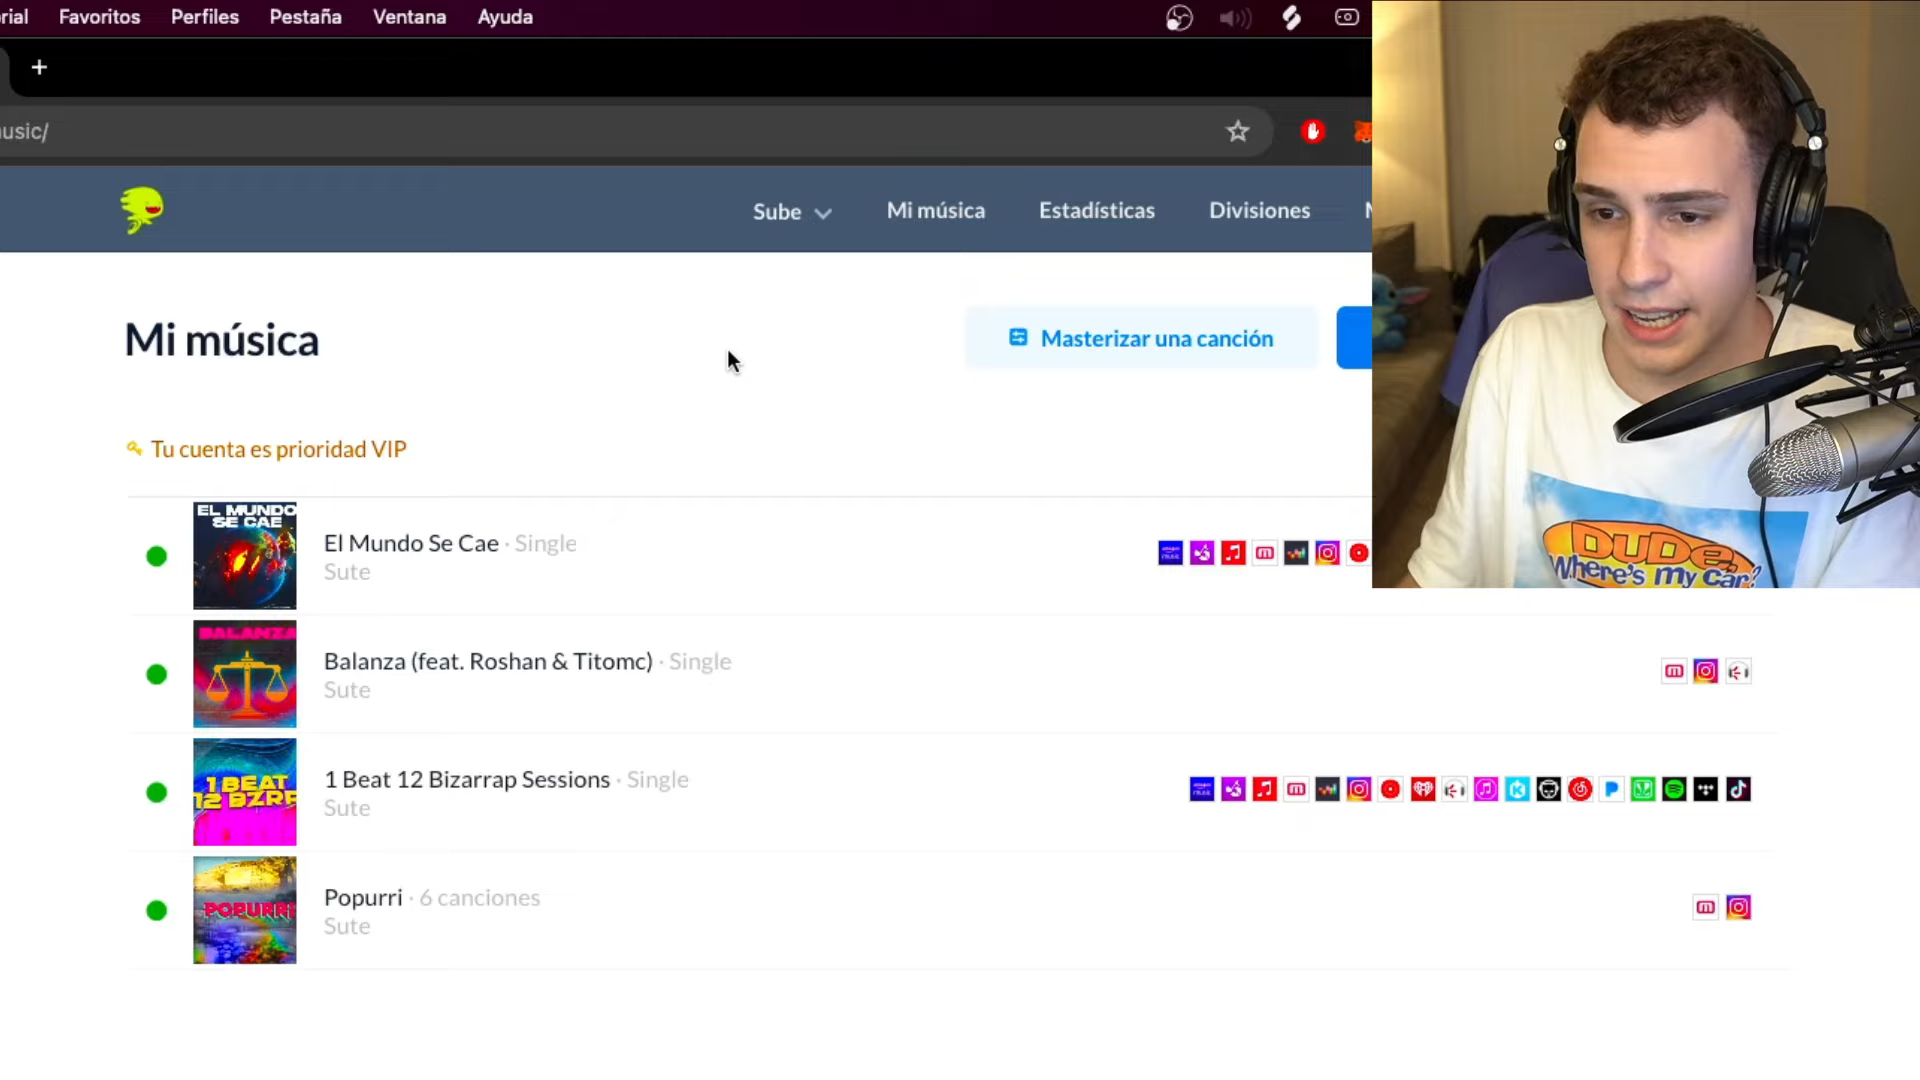 rial Favoritos Perfiles Pestaña Ventana Ayuda
+
usic/
Sube Mi música Estadísticas Divisiones
Mi música
Masterizar una canción
Tu cuenta es prioridad VIP
EL MUNDO
SE CAE
El Mundo Se Cae · Single
Sute
BALANZA
Balanza (feat. Roshan & Titomc) · Single
Sute
1 BEAT
12 BZRP
1 Beat 12 Bizarrap Sessions · Single
Sute
POPURRI
Popurri · 6 canciones
Sute
DUDE,
Where's my car?